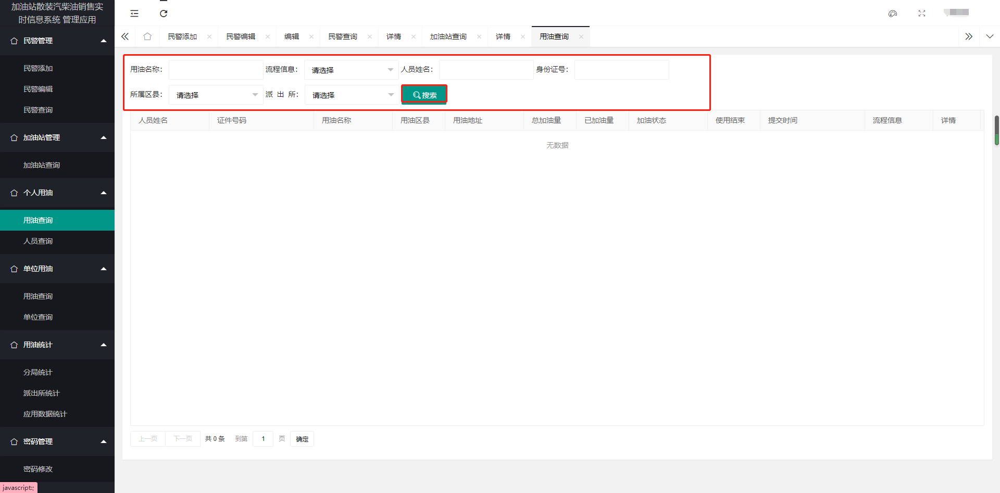 加油站散装汽柴油销售实
时信息系统 管理应用
民警管理
民警添加
民警编辑
民警查询
加油站管理
加油站查询
个人用油
用油查询
人员查询
单位用油
用油查询
单位查询
用油统计
分局统计
派出所统计
应用数据统计
密码管理
密码修改
javascript:;
民警添加 民警编辑 编辑 民警查询 详情 加油站查询 详情 用油查询
用油名称： 流程信息： 请选择 人员姓名： 身份证号：
所属区县： 请选择 派 出 所： 请选择 搜索
人员姓名 证件号码 用油名称 用油区县 用油地址 总加油量 已加油量 加油状态 使用结束 提交时间 流程信息 详情
无数据
上一页 下一页 共 0 条 到第 1 页 确定